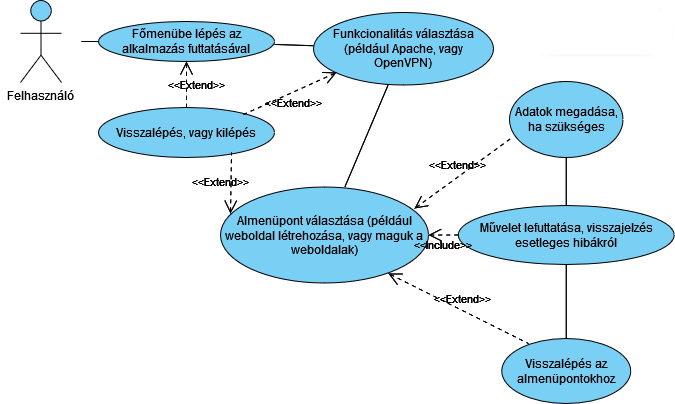 Felhasználó
Főmenübe lépés az
alkalmazás futtatásával
Funkcionalitás választása
(például Apache, vagy
OpenVPN)
<<Extend>>
<<Extend>>
Visszalépés, vagy kilépés
<<Extend>>
Adatok megadása,
ha szükséges
<<Extend>>
Almenüpont választása (például
weboldal létrehozása, vagy maguk a
weboldalak)
<<Include>>
Művelet lefuttatása, visszajelzés
esetleges hibákról
<<Extend>>
Visszalépés az
almenüpontokhoz